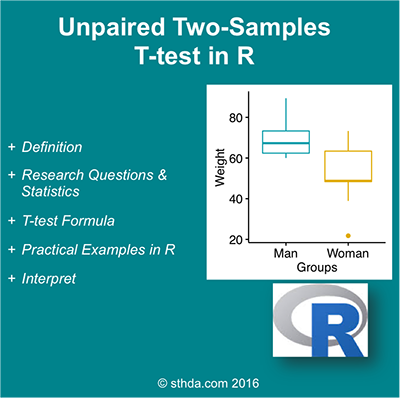 Unpaired Two-Samples
T-test in R
+ Definition
+ Research Questions &
Statistics
+ T-test Formula
+ Practical Examples in R
+ Interpret
Weight
80
60
40
20
Man Woman
Groups
R
© sthda.com 2016